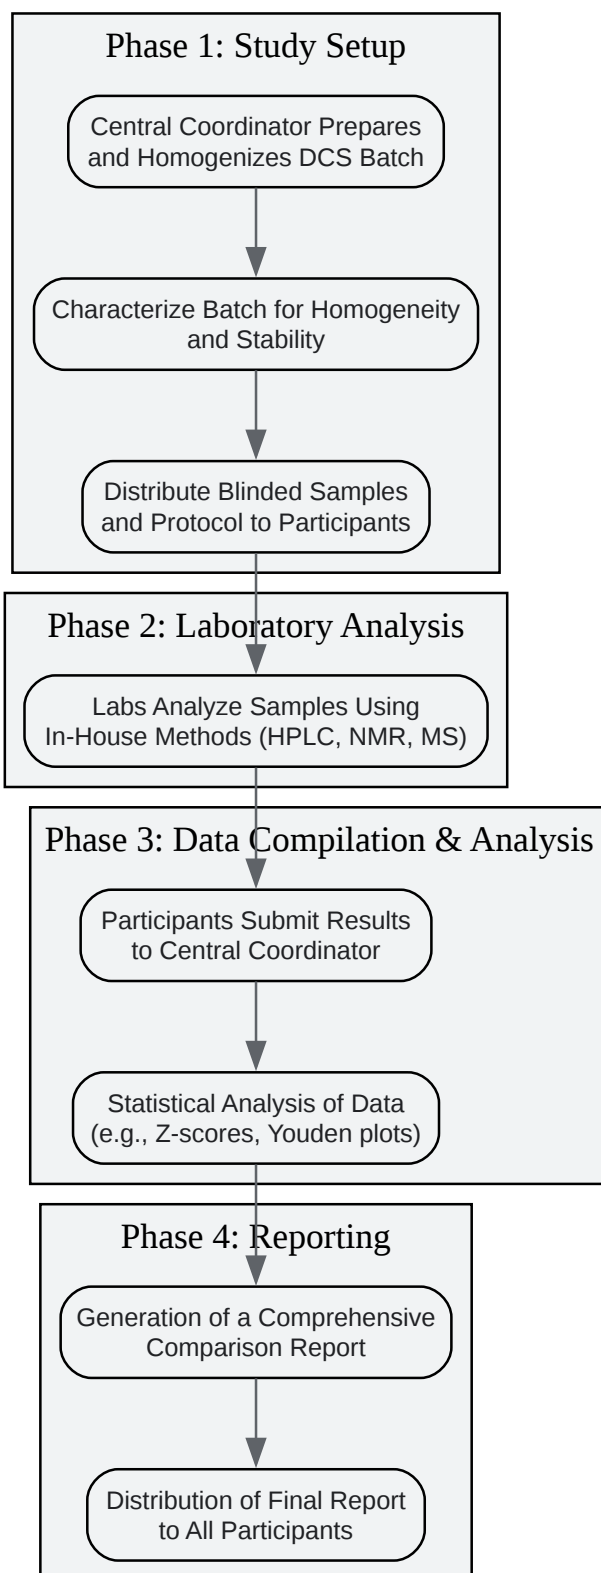 Phase 1: Study Setup
Central Coordinator Prepares
and Homogenizes DCS Batch
Characterize Batch for Homogeneity
and Stability
Distribute Blinded Samples
and Protocol to Participants
Phase 2: Laboratory Analysis
Labs Analyze Samples Using
In-House Methods (HPLC, NMR, MS)
Phase 3: Data Compilation & Analysis
Participants Submit Results
to Central Coordinator
Statistical Analysis of Data
(e.g., Z-scores, Youden plots)
Phase 4: Reporting
Generation of a Comprehensive
Comparison Report
Distribution of Final Report
to All Participants